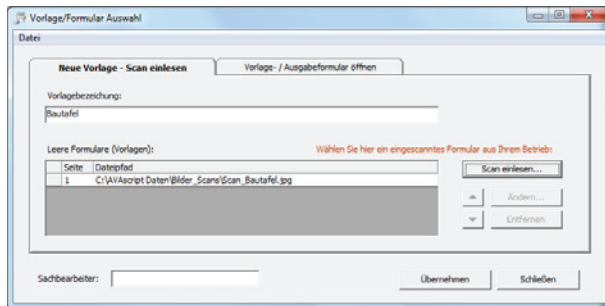 Vorlage/Formular Auswahl
Datei
Neue Vorlage - Scan einlesen
Vorlage- / Ausgabeformular öffnen
Vorlagebezeichung:
Bautafel
Leere Formulare (Vorlagen):
Wählen Sie hier ein eingescanntes Formular aus Ihrem Betrieb:
Seite Dateipfad
1 C:\AVAscript Daten\Bilder_Scans\Scan_Bautafel.jpg
Scan einlesen...
Ändern...
Entfernen
Sachbearbeiter:
Übernehmen
Schließen